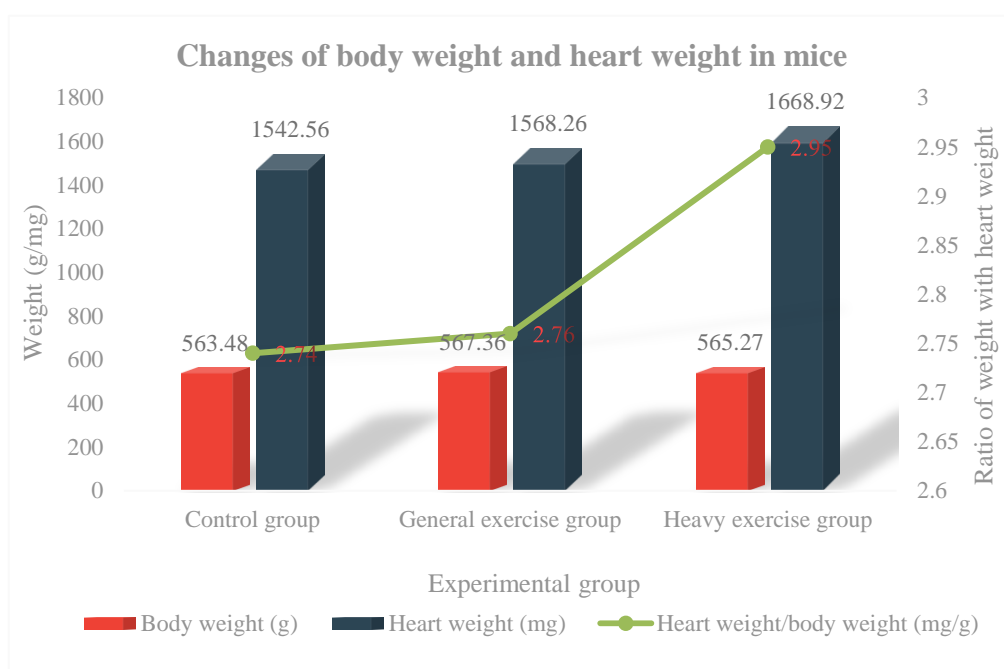 Changes of body weight and heart weight in mice
1800
1600
1400
1200
1000
800
600
400
200
0
Weight (g/mg)
3
2.95
2.9
2.85
2.8
2.75
2.7
2.65
2.6
Ratio of weight with heart weight
1542.56
1568.26
1668.92
563.48
567.36
565.27
2.74
2.76
2.95
Control group
General exercise group
Heavy exercise group
Experimental group
Body weight (g)
Heart weight (mg)
Heart weight/body weight (mg/g)